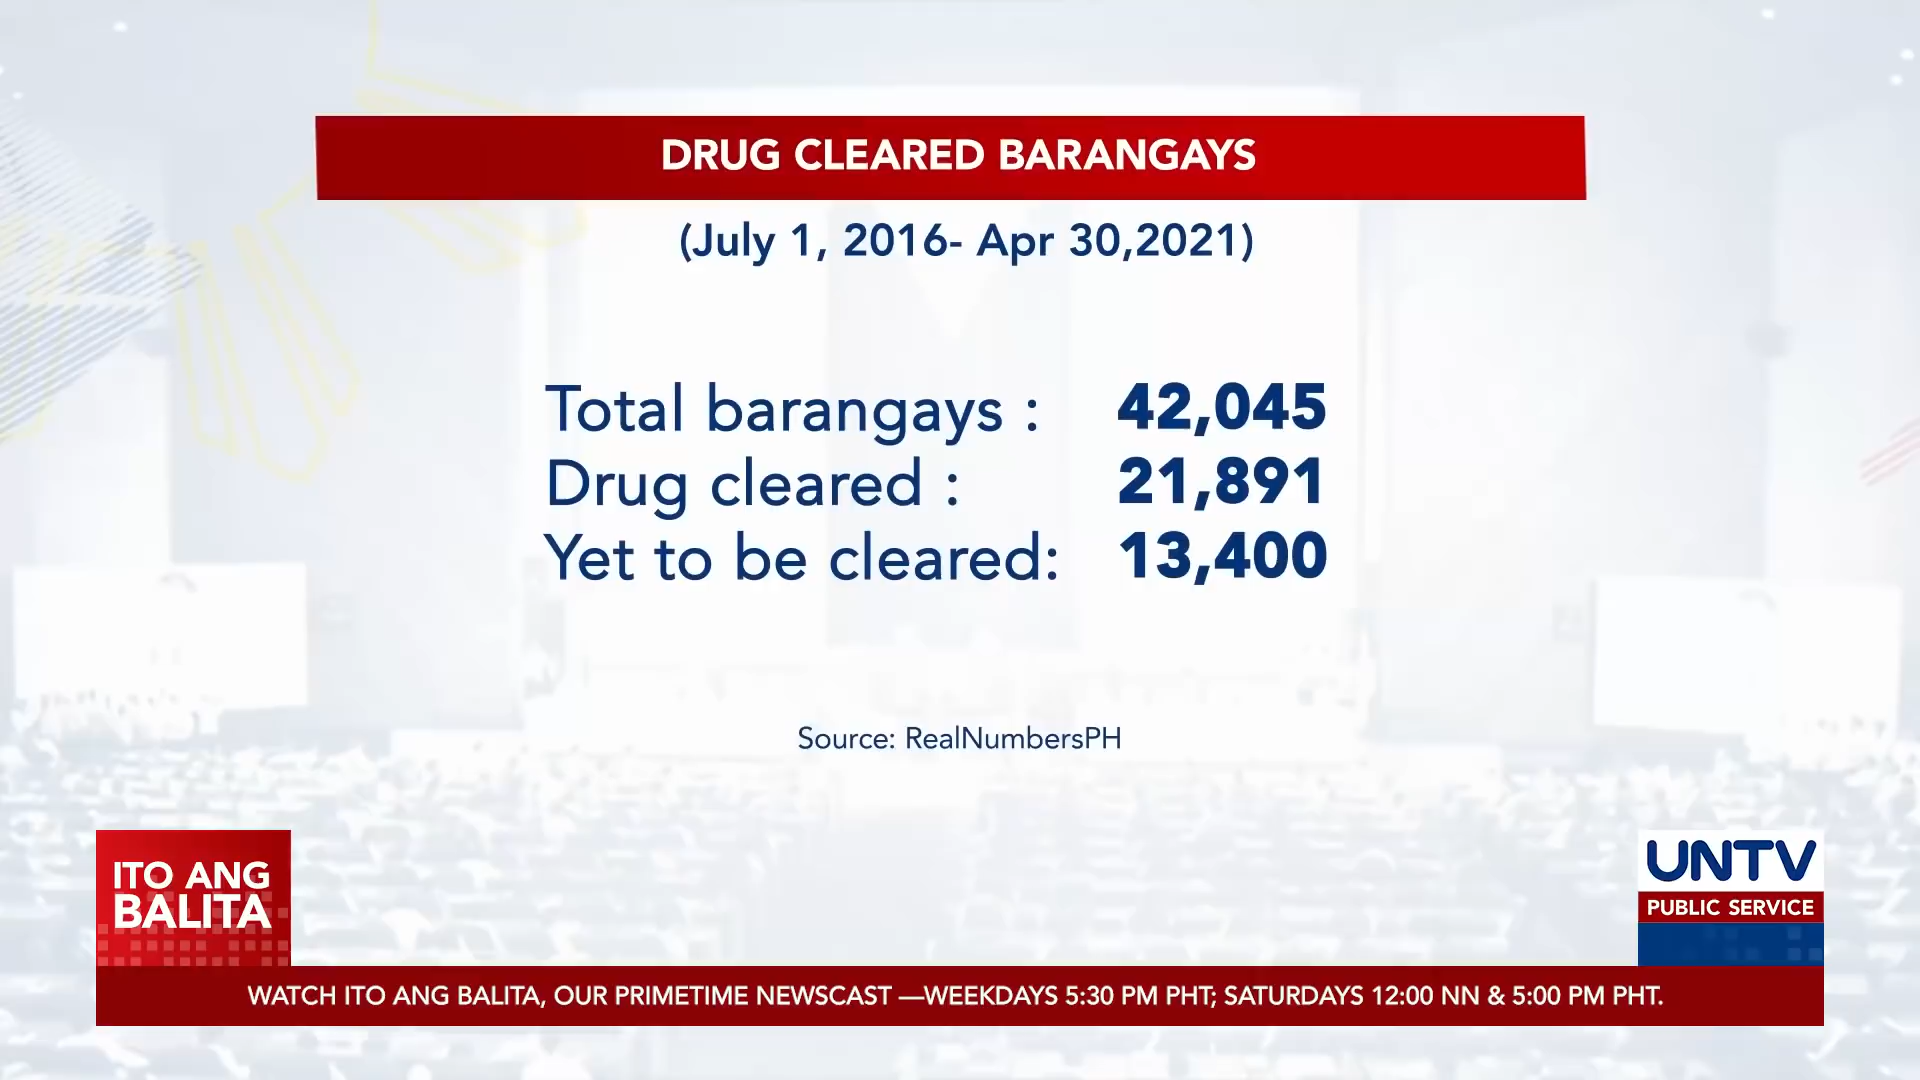 DRUG CLEARED BARANGAYS
(July 1, 2016- Apr 30,2021)
Total barangays : 42,045
Drug cleared : 21,891
Yet to be cleared: 13,400
Source: RealNumbersPH
ITO ANG
BALITA
UNTV
PUBLIC SERVICE
WATCH ITO ANG BALITA, OUR PRIMETIME NEWSCAST —WEEKDAYS 5:30 PM PHT; SATURDAYS 12:00 NN & 5:00 PM PHT.